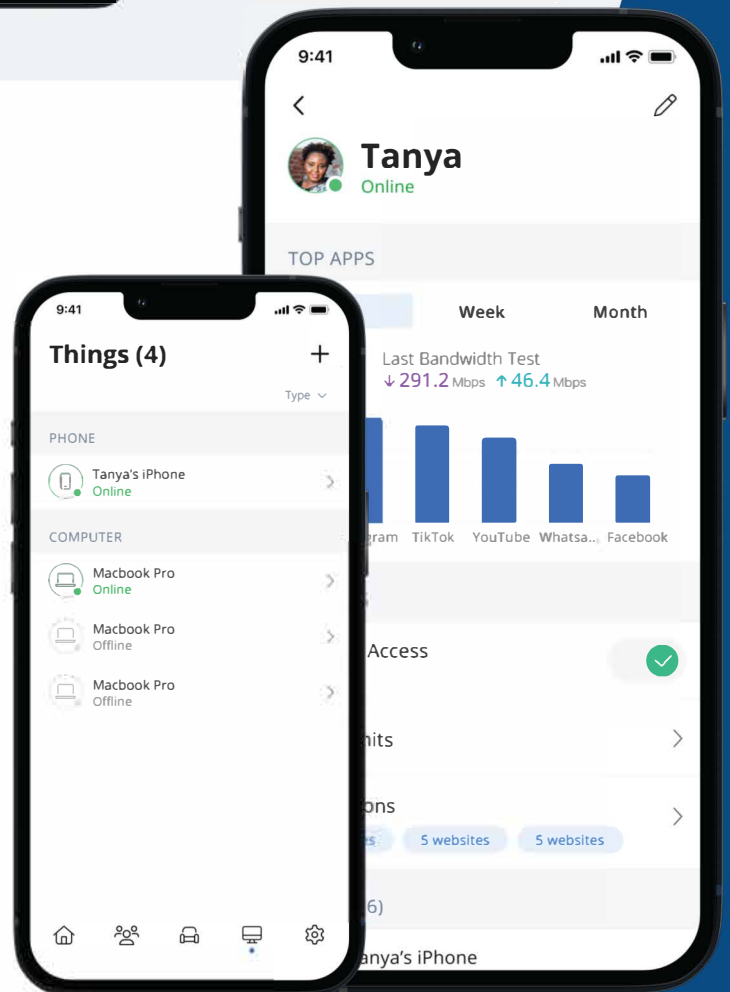 9:41
Tanya
Online
TOP APPS
Week Month
Last Bandwidth Test
↓ 291.2 Mbps ↑ 46.4 Mbps
gram TikTok YouTube Whatsa.. Facebook
Access
nits
ons
es 5 websites 5 websites
6)
anya's iPhone
9:41
Things (4)
+
Type
PHONE
Tanya's iPhone
Online
COMPUTER
Macbook Pro
Online
Macbook Pro
Offline
Macbook Pro
Offline